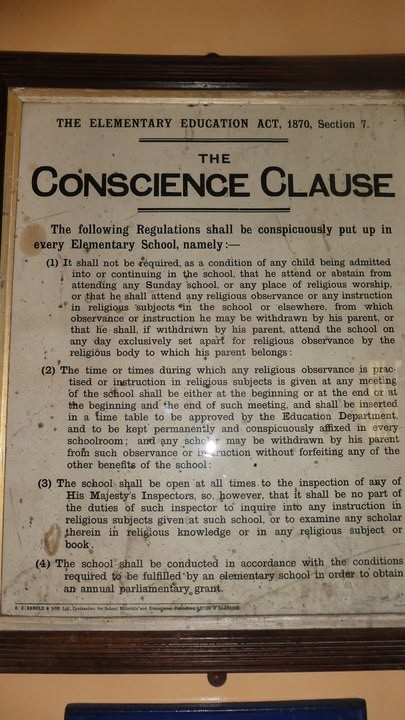 THE ELEMENTARY EDUCATION ACT, 1870, Section 7.
THE
CONSCIENCE CLAUSE
The following Regulations shall be conspicuously put up in
every Elementary School, namely:—
(1) It shall not be required, as a condition of any child being admitted
into or continuing in the school, that he attend or abstain from
attending any Sunday school, or any place of religious worship,
or that he shall attend any religious observance or any instruction
in religious subjects in the school or elsewhere, from which
observance or instruction he may be withdrawn by his parent, or
that he shall, if withdrawn by his parent, attend the school on
any day exclusively set apart for religious observance by the
religious body to which his parent belongs:
(2) The time or times during which any religious observance is prac-
tised or instruction in religious subjects is given at any meeting
of the school shall be either at the beginning or at the end or at
the beginning and the end of such meeting, and shall be inserted
in a time table to be approved by the Education Department,
and to be kept permanently and conspicuously affixed in every
schoolroom; and any scholar may be withdrawn by his parent
from such observance or instruction without forfeiting any of the
other benefits of the school:
(3) The school shall be open at all times to the inspection of any of
His Majesty's Inspectors, so, however, that it shall be no part of
the duties of such inspector to inquire into any instruction in
religious subjects given at such school, or to examine any scholar
therein in religious knowledge or in any religious subject or
book.
(4) The school shall be conducted in accordance with the conditions
required to be fulfilled by an elementary school in order to obtain
an annual parliamentary grant.
E. J. ARNOLD & SON Ltd. Contractors for School Materials and Educational Publishers, LEEDS & GLASGOW.